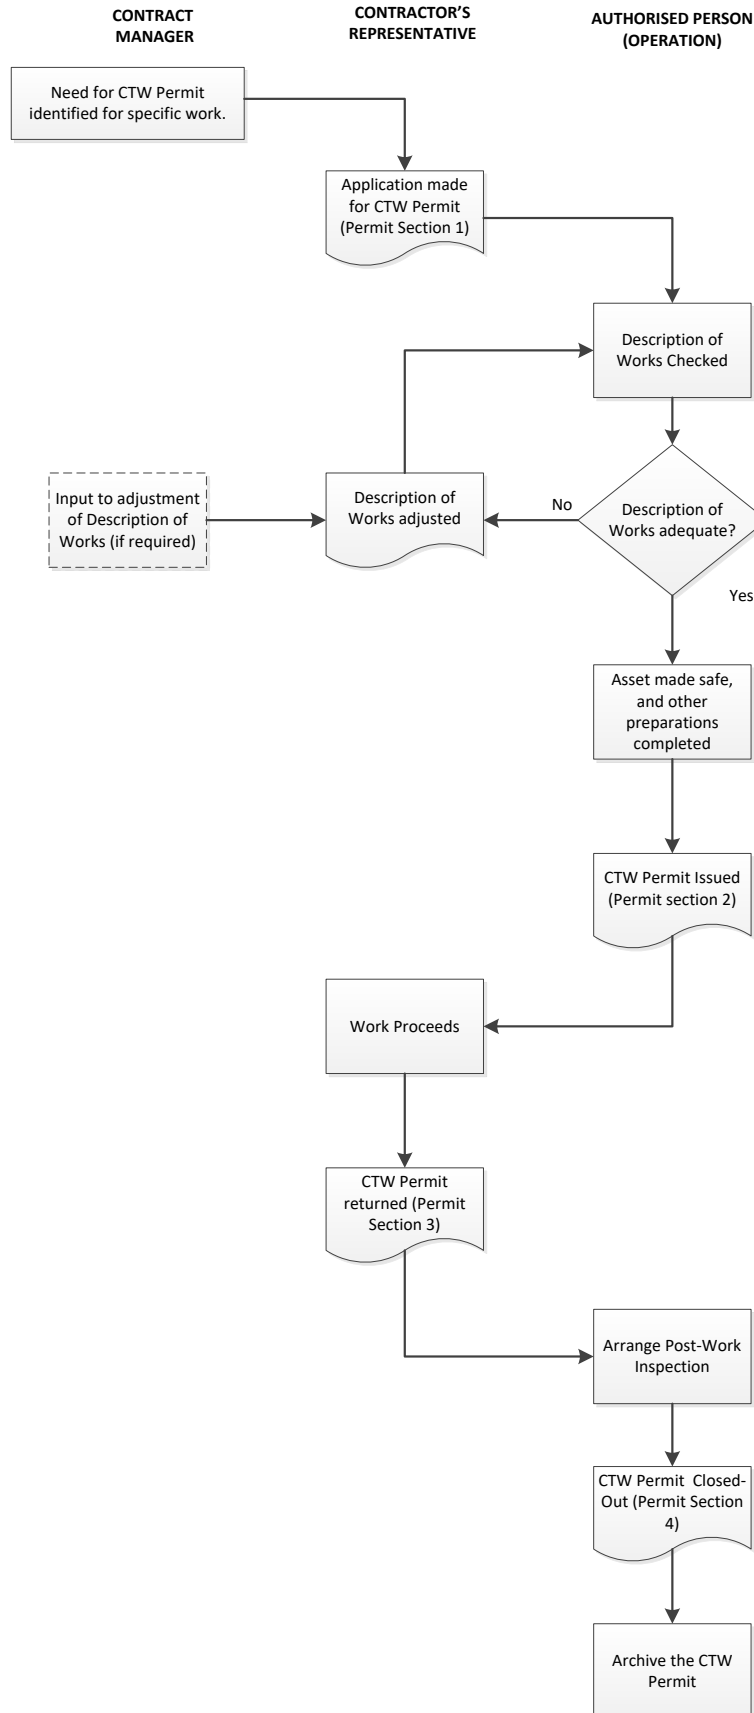 CONTRACT
MANAGER
CONTRACTOR'S
REPRESENTATIVE
AUTHORISED PERSON
(OPERATION)
Need for CTW Permit
identified for specific work.
Application made
for CTW Permit
(Permit Section 1)
Description of
Works Checked
Input to adjustment
of Description of
Works (if required)
Description of
Works adjusted
No
Description of
Works adequate?
Yes
Asset made safe,
and other
preparations
completed
CTW Permit Issued
(Permit section 2)
Work Proceeds
CTW Permit
returned (Permit
Section 3)
Arrange Post-Work
Inspection
CTW Permit  Closed-
Out (Permit Section
4)
Archive the CTW
Permit